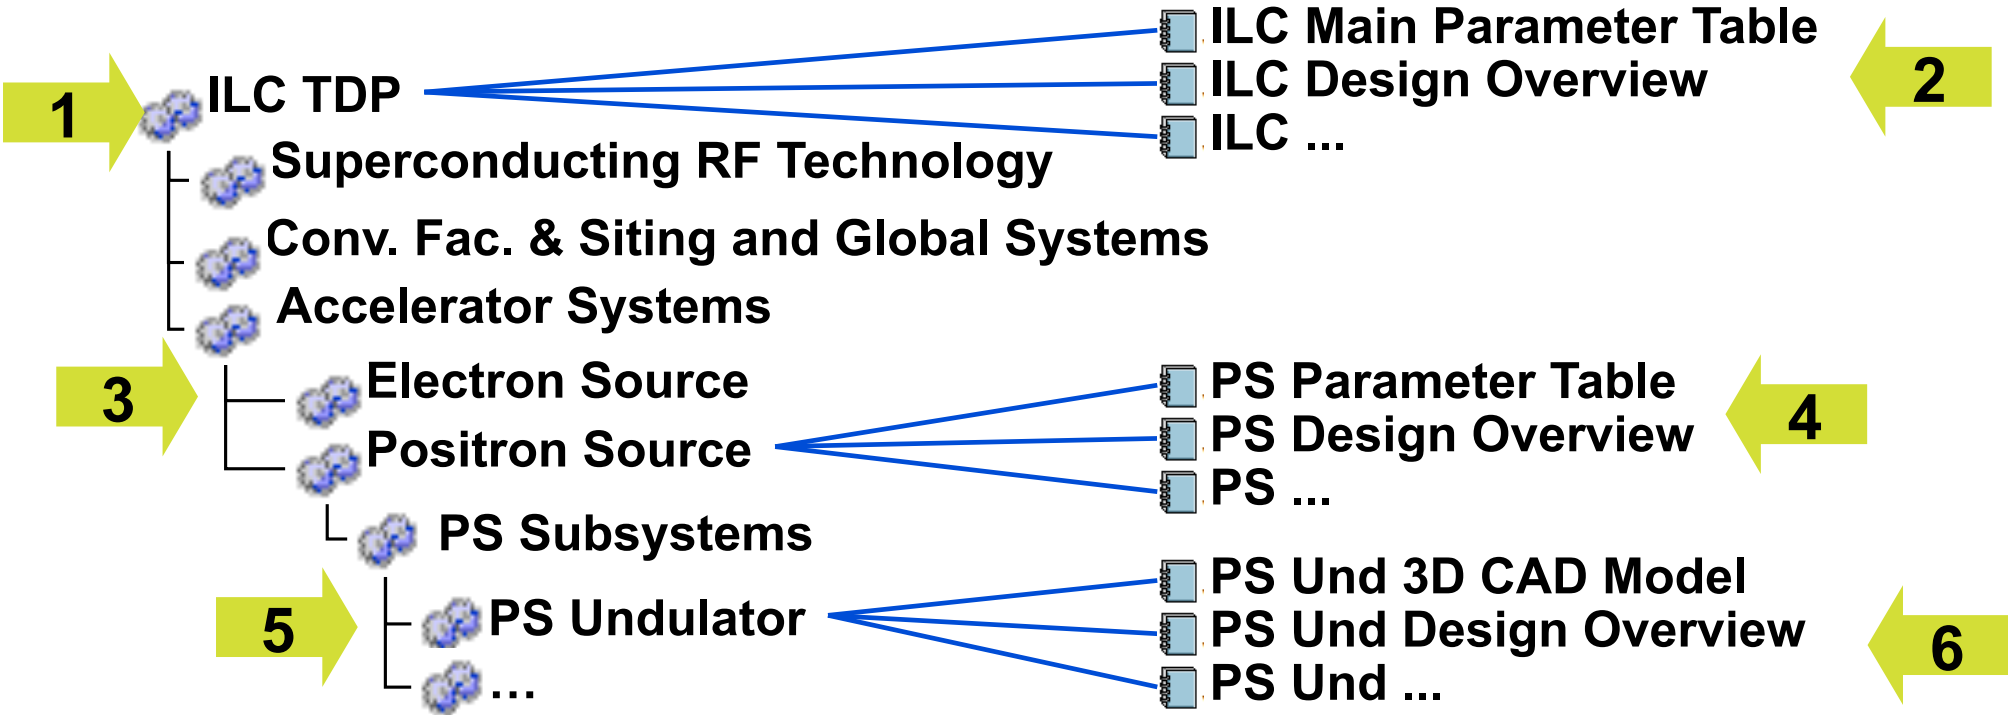 ILC Main Parameter Table
1
ILC TDP
ILC Design Overview
2
ILC ...
Superconducting RF Technology
Conv. Fac. & Siting and Global Systems
Accelerator Systems
3
Electron Source
PS Parameter Table
4
Positron Source
PS Design Overview
PS ...
PS Subsystems
PS Und 3D CAD Model
5
PS Undulator
PS Und Design Overview
6
...
PS Und ...